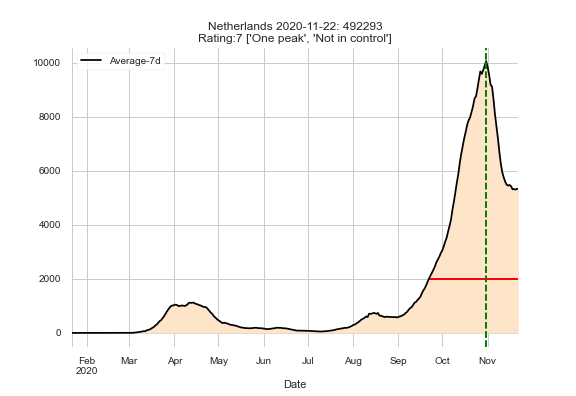 Netherlands 2020-11-22: 492293
Rating:7 ['One peak', 'Not in control']
Average-7d
10000
8000
6000
4000
2000
0
Feb Mar Apr May Jun Jul Aug Sep Oct Nov
2020
Date